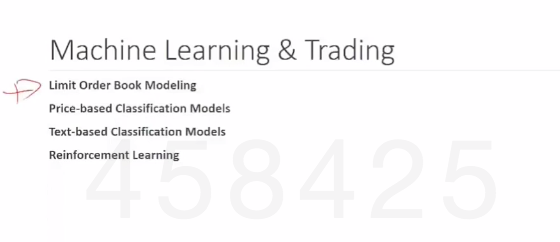 Machine Learning & Trading
Limit Order Book Modeling
Price-based Classification Models
Text-based Classification Models
Reinforcement Learning
458425